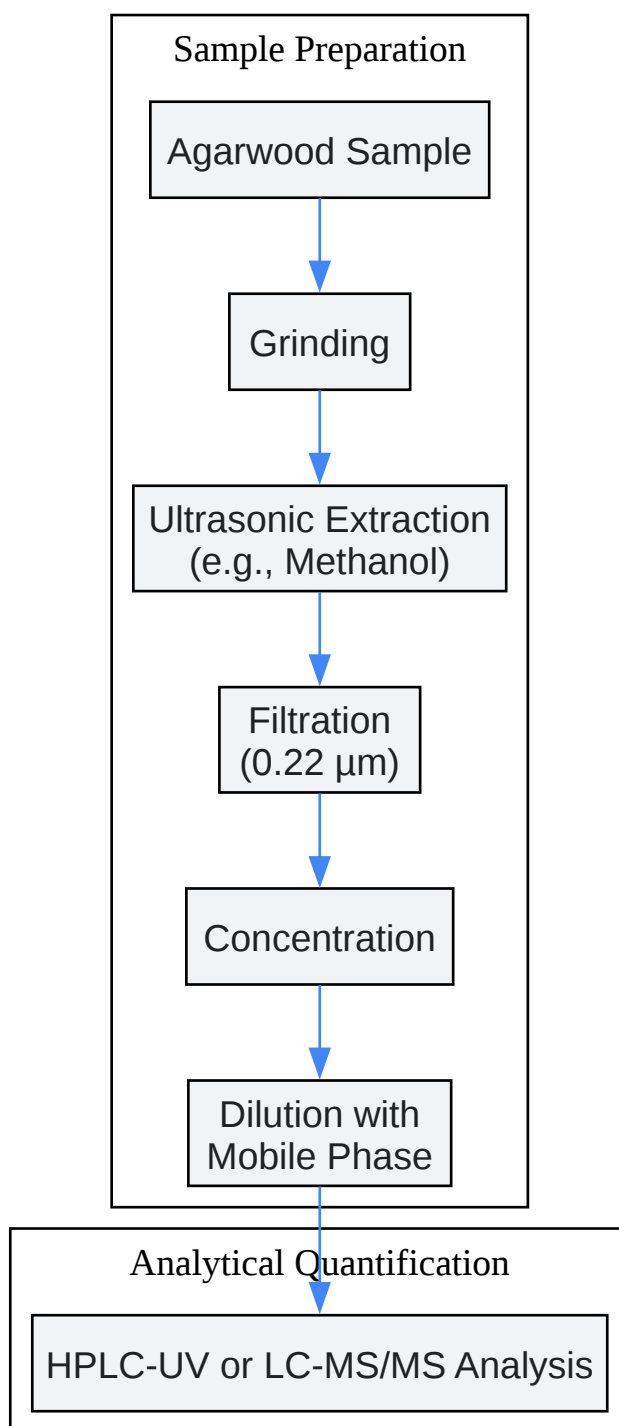 Sample Preparation
Agarwood Sample
Grinding
Ultrasonic Extraction
(e.g., Methanol)
Filtration
(0.22 µm)
Concentration
Dilution with
Mobile Phase
Analytical Quantification
HPLC-UV or LC-MS/MS Analysis